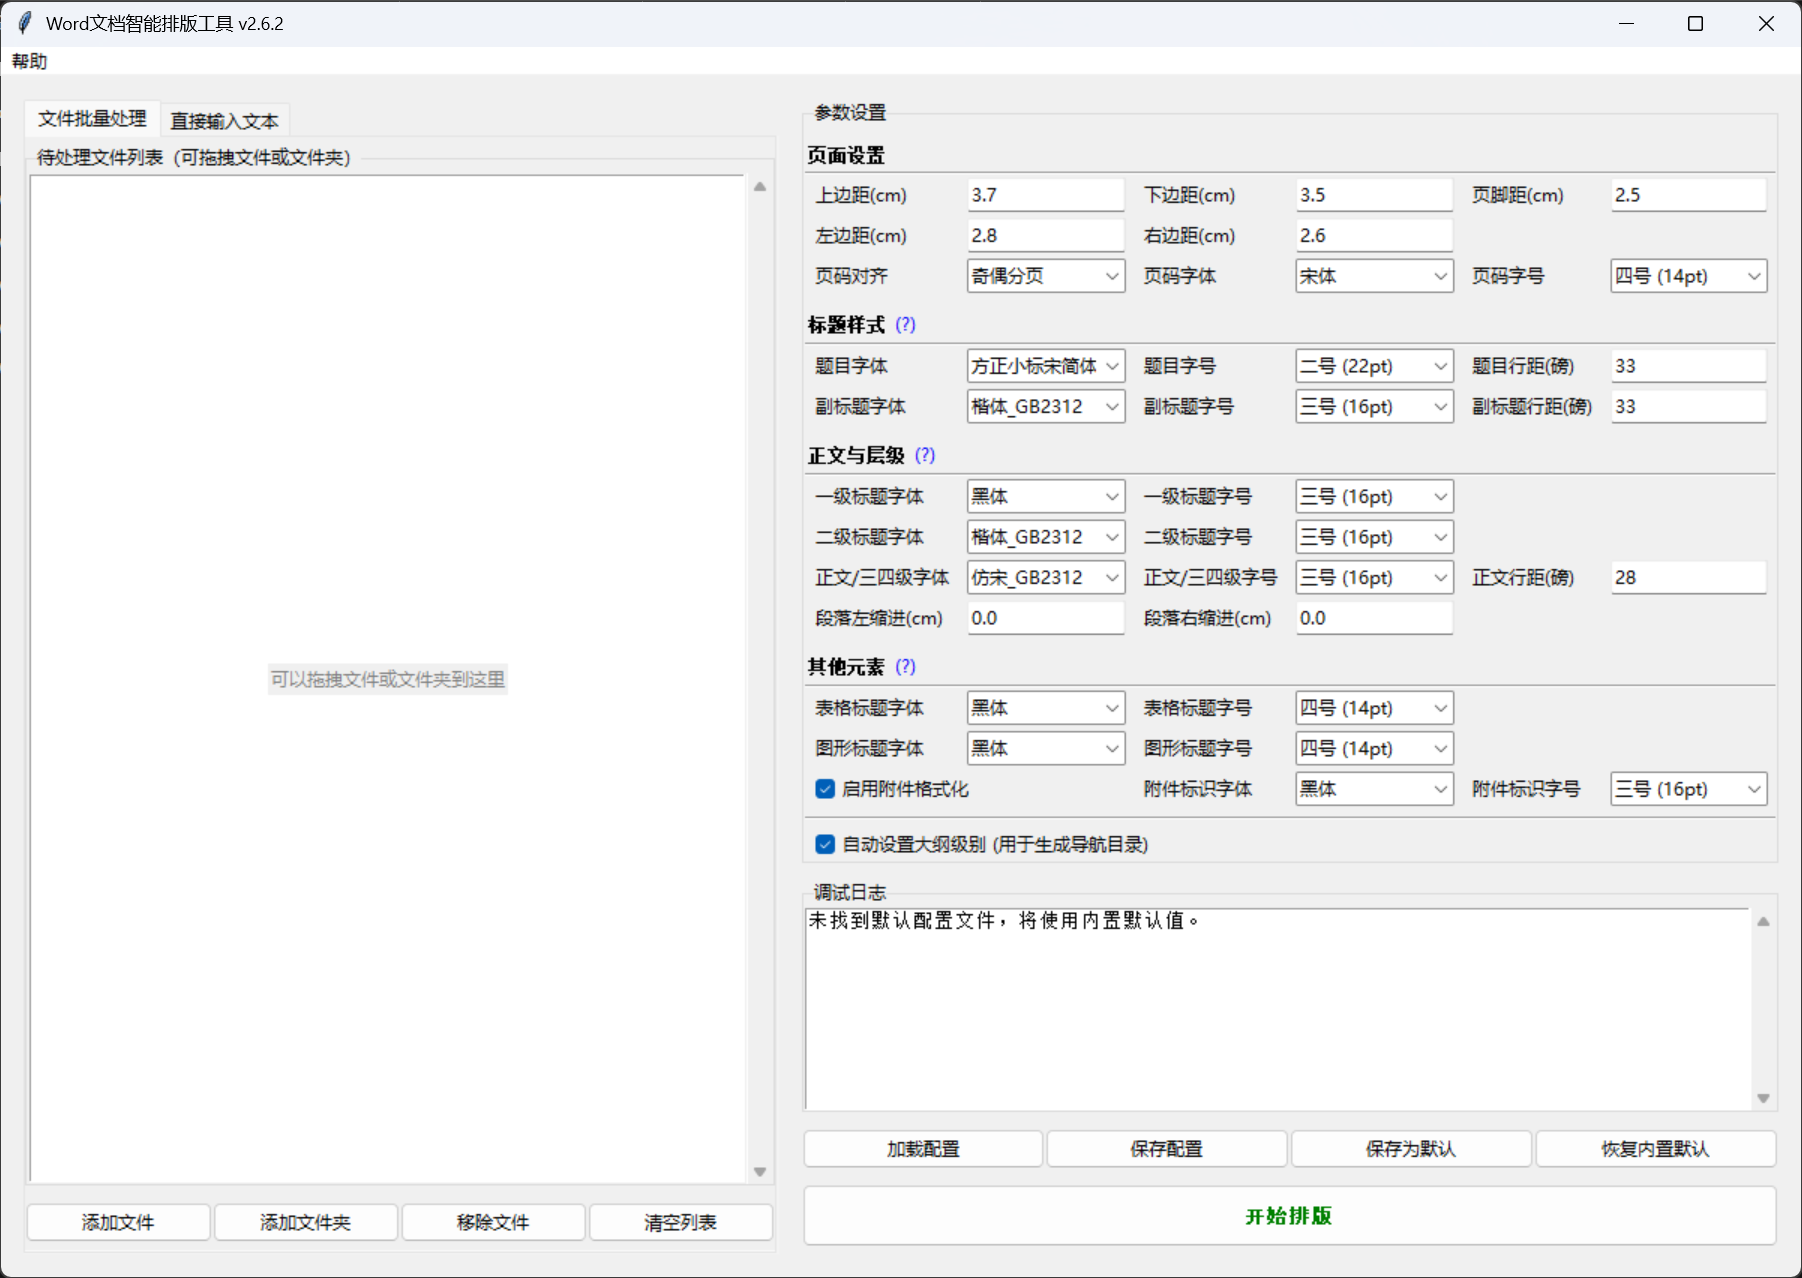 Word文档智能排版工具 v2.6.2
帮助
文件批量处理 直接输入文本
待处理文件列表 (可拖拽文件或文件夹)
可以拖拽文件或文件夹到这里
添加文件 添加文件夹 移除文件 清空列表
参数设置
页面设置
上边距(cm) 3.7 下边距(cm) 3.5 页脚距(cm) 2.5
左边距(cm) 2.8 右边距(cm) 2.6
页码对齐 奇偶分页 页码字体 宋体 页码字号 四号 (14pt)
标题样式 (?)
题目字体 方正小标宋简体 题目字号 二号 (22pt) 题目行距(磅) 33
副标题字体 楷体_GB2312 副标题字号 三号 (16pt) 副标题行距(磅) 33
正文与层级 (?)
一级标题字体 黑体 一级标题字号 三号 (16pt)
二级标题字体 楷体_GB2312 二级标题字号 三号 (16pt)
正文/三四级字体 仿宋_GB2312 正文/三四级字号 三号 (16pt) 正文行距(磅) 28
段落左缩进(cm) 0.0 段落右缩进(cm) 0.0
其他元素 (?)
表格标题字体 黑体 表格标题字号 四号 (14pt)
图形标题字体 黑体 图形标题字号 四号 (14pt)
启用附件格式化 附件标识字体 黑体 附件标识字号 三号 (16pt)
自动设置大纲级别 (用于生成导航目录)
调试日志
未找到默认配置文件，将使用内置默认值。
加载配置 保存配置 保存为默认 恢复内置默认
开始排版